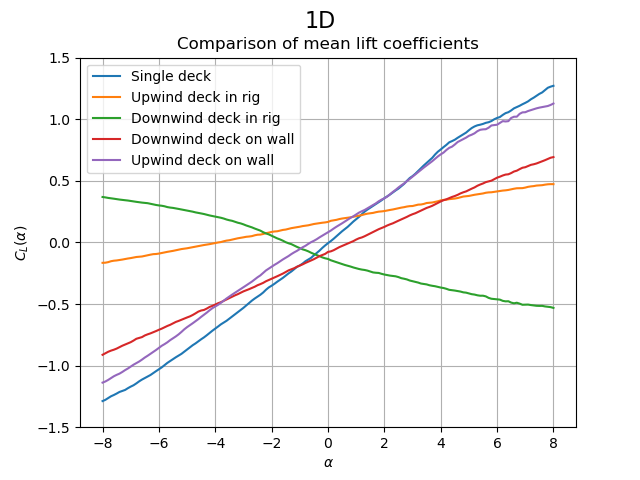 1D
Comparison of mean lift coefficients
Single deck
Upwind deck in rig
Downwind deck in rig
Downwind deck on wall
Upwind deck on wall
1.5
1.0
0.5
0.0
−0.5
−1.0
−1.5
C_L(α)
−8 −6 −4 −2 0 2 4 6 8
α